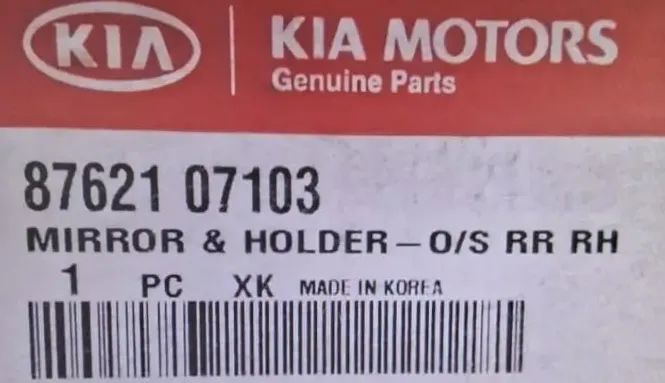 KIA
KIA MOTORS
Genuine Parts
87621 07103
MIRROR & HOLDER-O/S RR RH
1 PC XK MADE IN KOREA